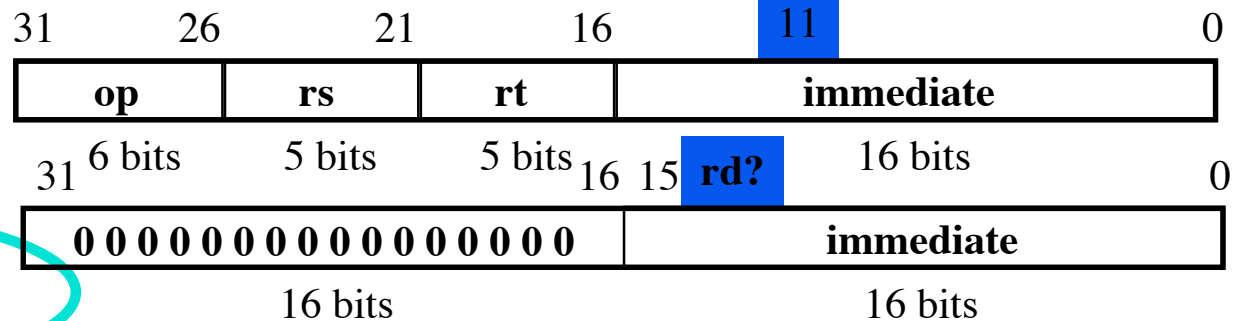 31 26 21 16 11 0
op rs rt immediate
6 bits 5 bits 5 bits rd? 16 bits
31 16 15 0
0 0 0 0 0 0 0 0 0 0 0 0 0 0 0 0 immediate
16 bits 16 bits